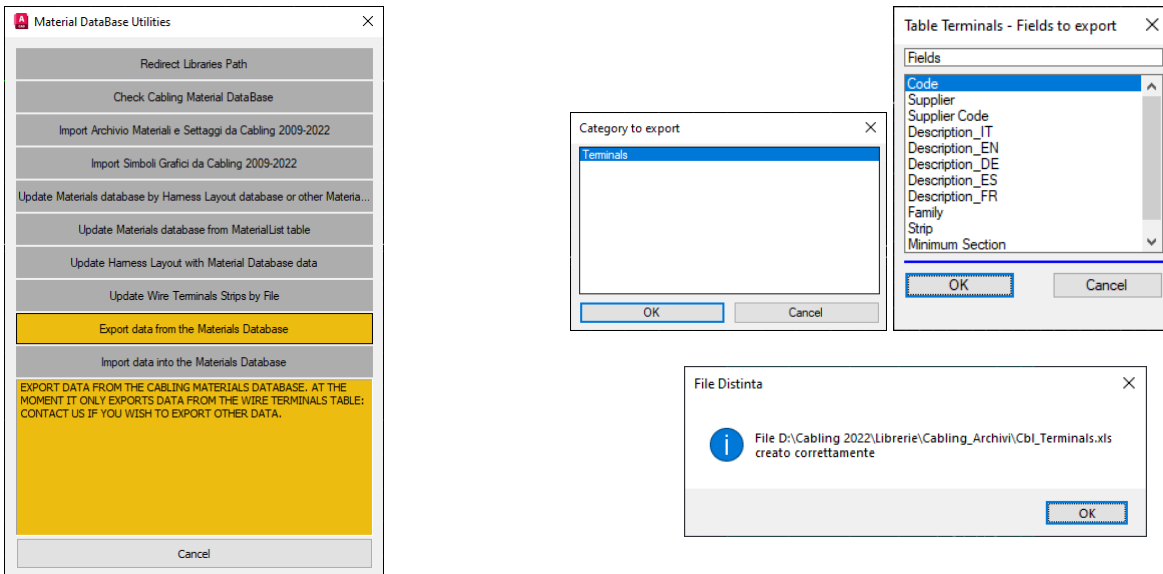 Material DataBase Utilities
Redirect Libraries Path
Check Cabling Material DataBase
Import Archivio Materiali e Settaggi da Cabling 2009-2022
Import Simboli Grafici da Cabling 2009-2022
Update Materials database by Harness Layout database or other Materia...
Update Materials database from MaterialList table
Update Harness Layout with Material Database data
Update Wire Terminals Strips by File
Export data from the Materials Database
Import data into the Materials Database
EXPORT DATA FROM THE CABLING MATERIALS DATABASE. AT THE
MOMENT IT ONLY EXPORTS DATA FROM THE WIRE TERMINALS TABLE:
CONTACT US IF YOU WISH TO EXPORT OTHER DATA.
Cancel
Category to export
Terminals
OK
Cancel
Table Terminals - Fields to export
Fields
Code
Supplier
Supplier Code
Description_IT
Description_EN
Description_DE
Description_ES
Description_FR
Family
Strip
Minimum Section
OK
Cancel
File Distinta
File D:\Cabling 2022\Librerie\Cabling_Archivi\Cbl_Terminals.xls
creato correttamente
OK